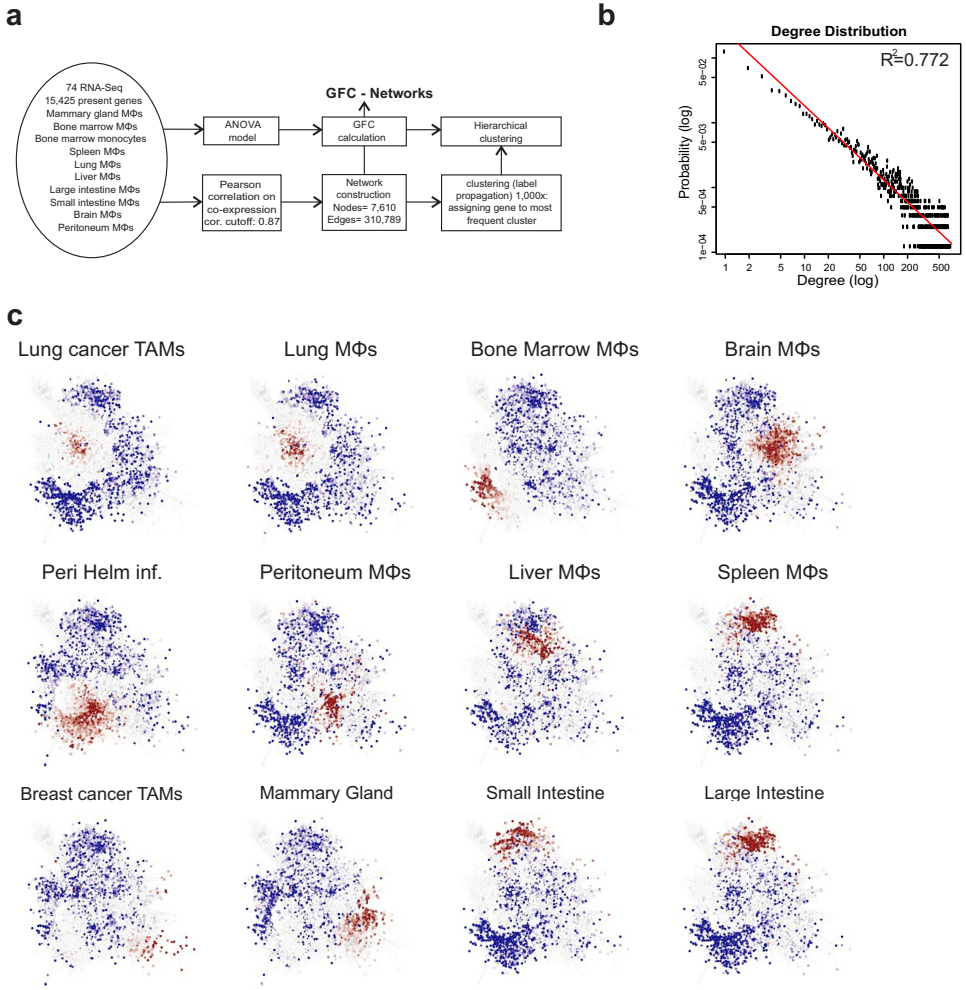 a
74 RNA-Seq
15,425 present genes
Mammary gland MΦs
Bone marrow MΦs
Bone marrow monocytes
Spleen MΦs
Lung MΦs
Liver MΦs
Large intestine MΦs
Small intestine MΦs
Brain MΦs
Peritoneum MΦs
GFC - Networks
ANOVA
model
GFC
calculation
Hierarchical
clustering
Pearson
correlation on
co-expression
cor. cutoff: 0.87
Network
construction
Nodes= 7,610
Edges= 310,789
clustering (label
propagation) 1,000x:
assigning gene to most
frequent cluster
b
Degree Distribution
R²=0.772
Probability (log)
5e−02
5e−03
5e−04
1e−04
1 2 5 10 20 50 100 200 500
Degree (log)
c
Lung cancer TAMs
Lung MΦs
Bone Marrow MΦs
Brain MΦs
Peri Helm inf.
Peritoneum MΦs
Liver MΦs
Spleen MΦs
Breast cancer TAMs
Mammary Gland
Small Intestine
Large Intestine